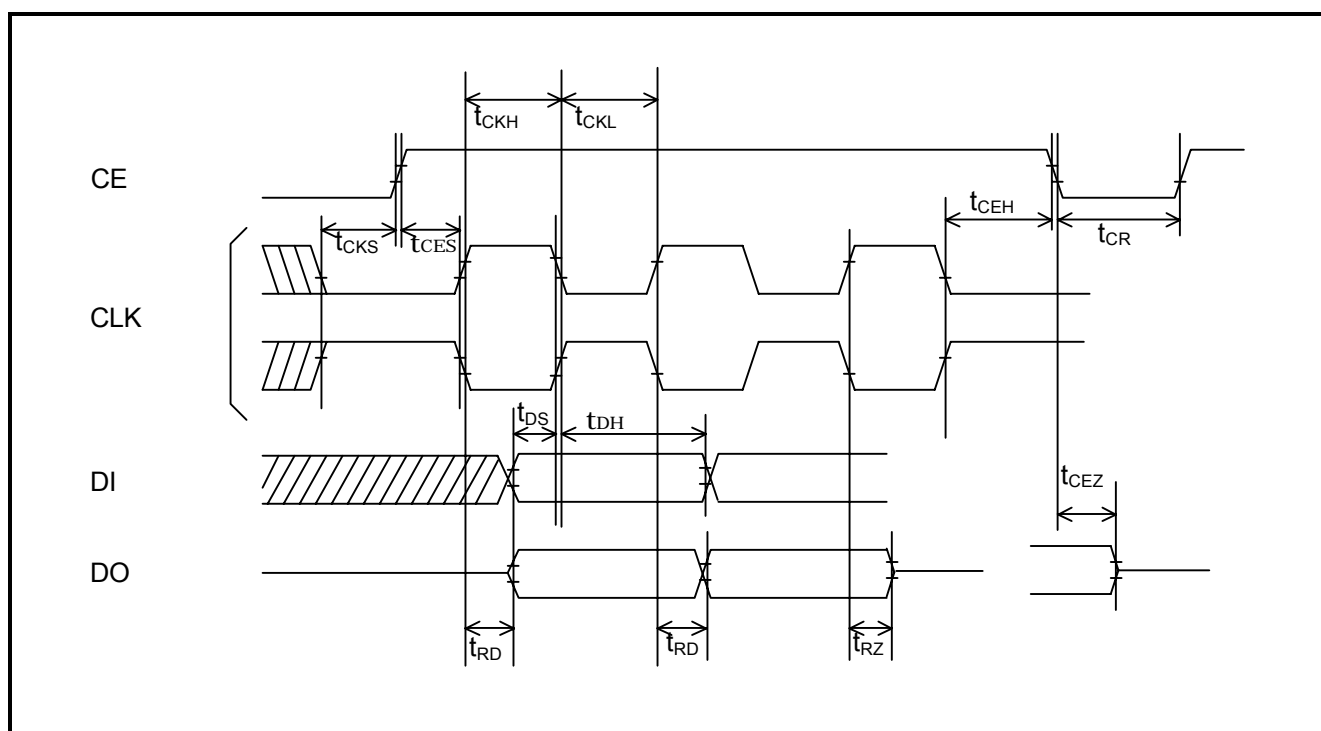 tCKH tCKL
CE
tCEH
tCKS tCES tCR
CLK
tDS tDH
DI
tCEZ
DO
tRD tRD tRZ